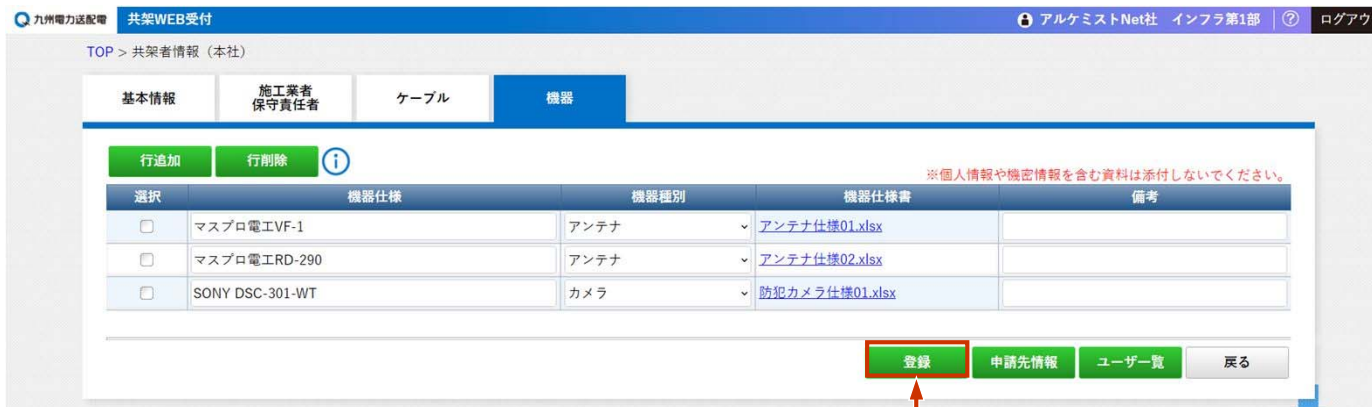 九州電力送配電 共架WEB受付 アルケミストNet社 インフラ第1部 ? ログアウ
TOP > 共架者情報（本社）
基本情報 施工業者 ケーブル 機器
保守責任者
行追加 行削除 i
※個人情報や機密情報を含む資料は添付しないでください。
選択 機器仕様 機器種別 機器仕様書 備考
マスプロ電工VF-1 アンテナ アンテナ仕様01.xlsx
マスプロ電工RD-290 アンテナ アンテナ仕様02.xlsx
SONY DSC-301-WT カメラ 防犯カメラ仕様01.xlsx
登録 申請先情報 ユーザ一覧 戻る